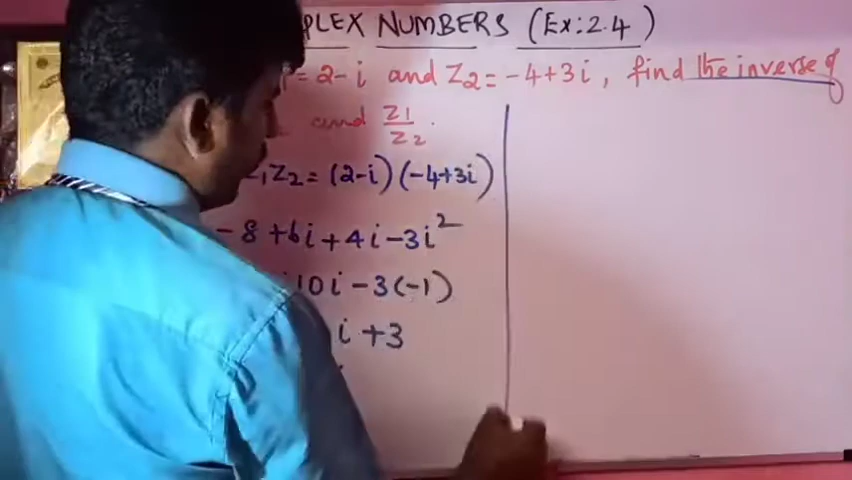 PLEX NUMBERS (Ex:2.4)
= 2-i and Z2 = -4+3i, find the inverse of
and Z1/Z2.
Z1Z2 = (2-i)(-4+3i)
-8 +6i+4i-3i²
10i -3(-1)
i +3